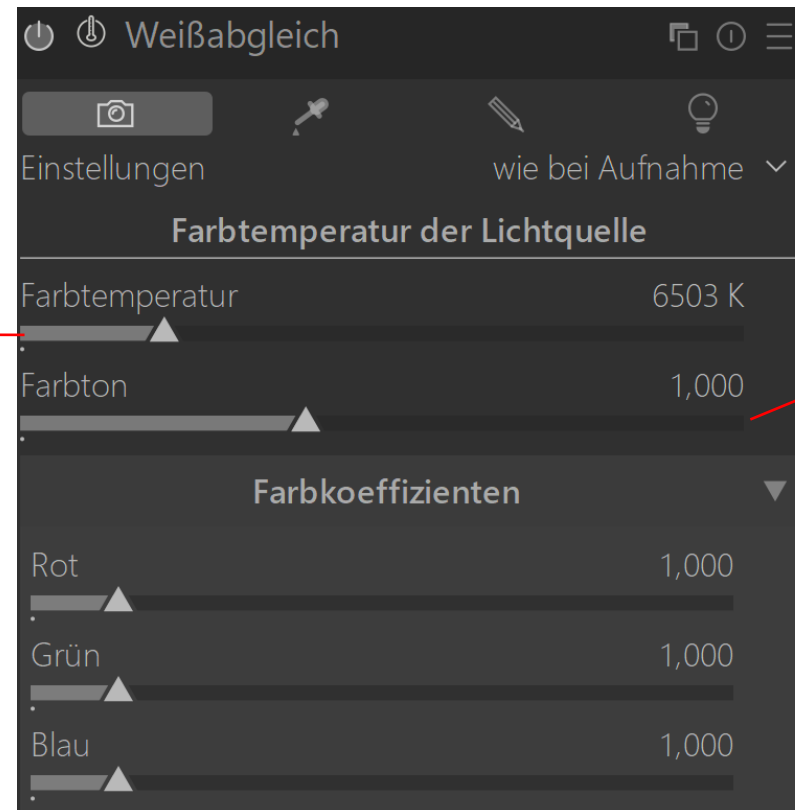 Weißabgleich
Einstellungen wie bei Aufnahme
Farbtemperatur der Lichtquelle
Farbtemperatur 6503 K
Farbton 1,000
Farbkoeffizienten
Rot 1,000
Grün 1,000
Blau 1,000